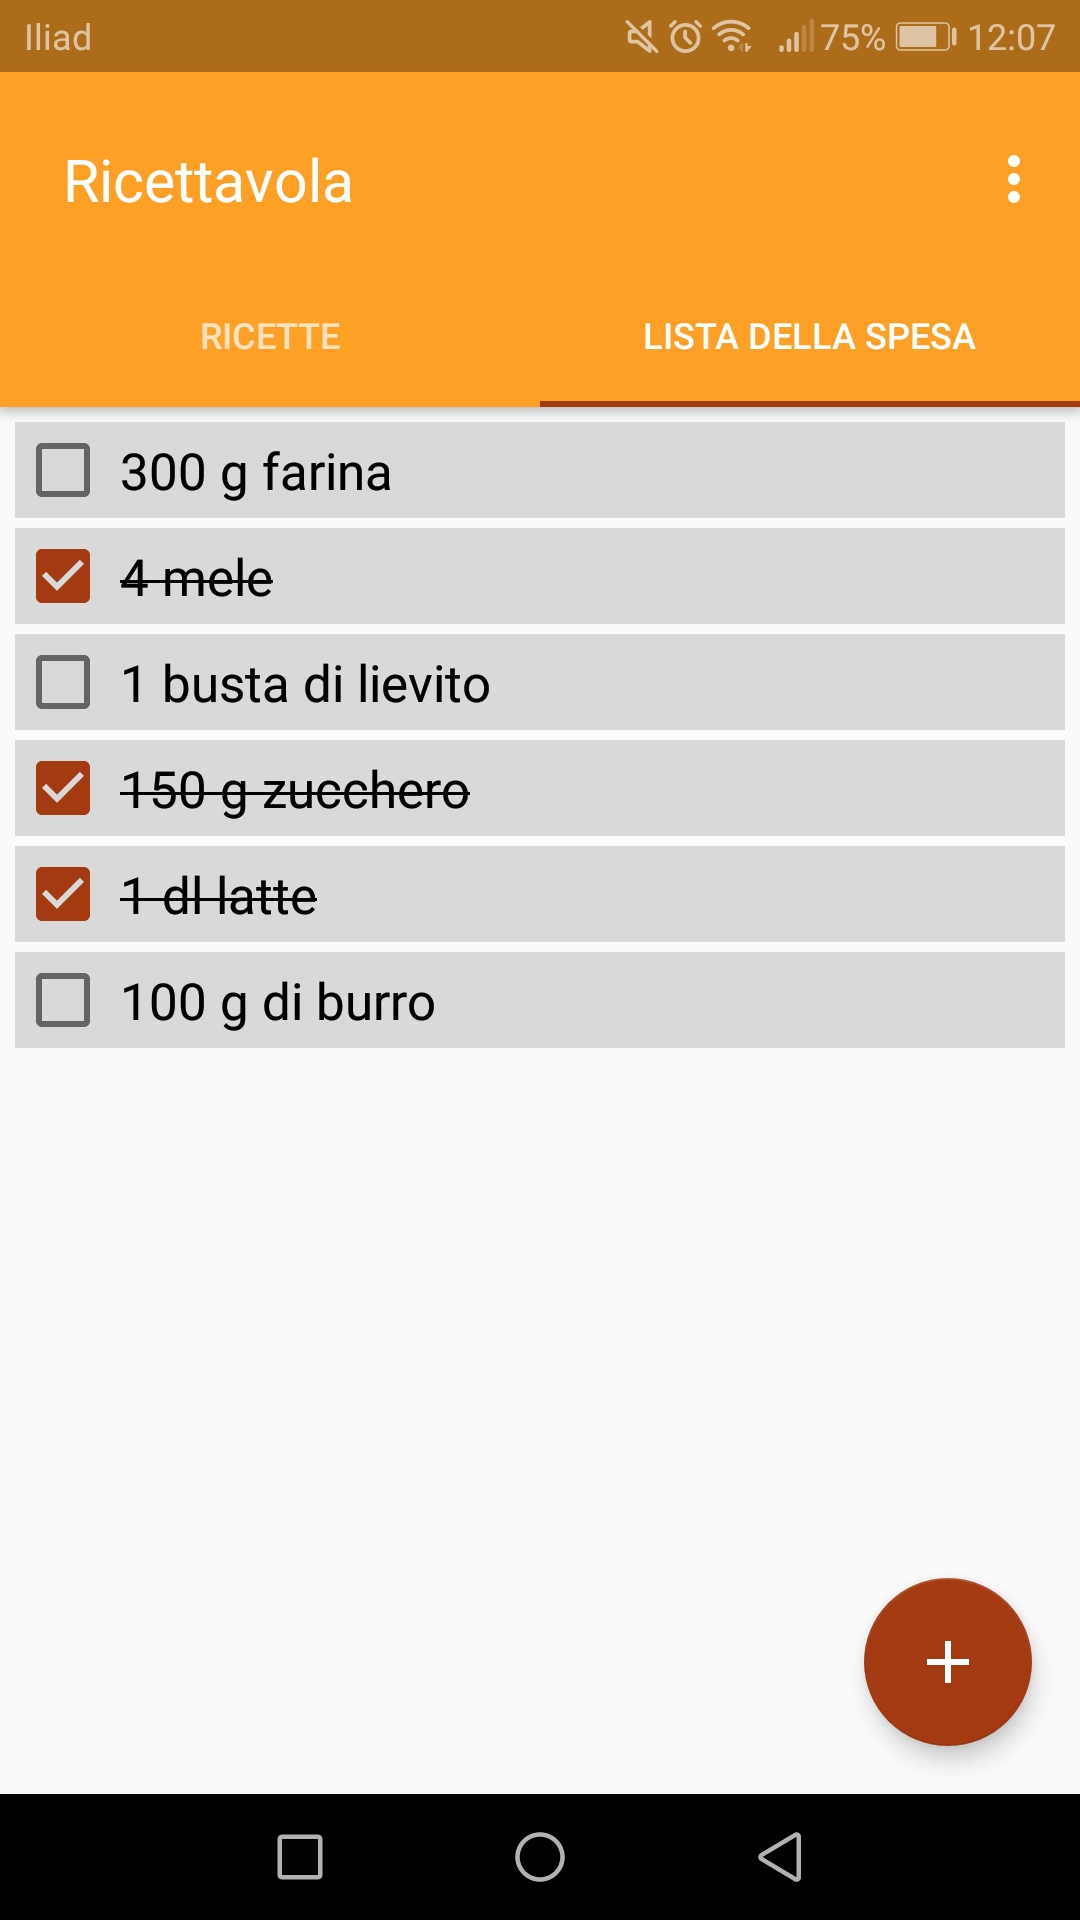 Iliad 75% 12:07
Ricettavola
RICETTE LISTA DELLA SPESA
300 g farina
4 mele
1 busta di lievito
150 g zucchero
1 dl latte
100 g di burro